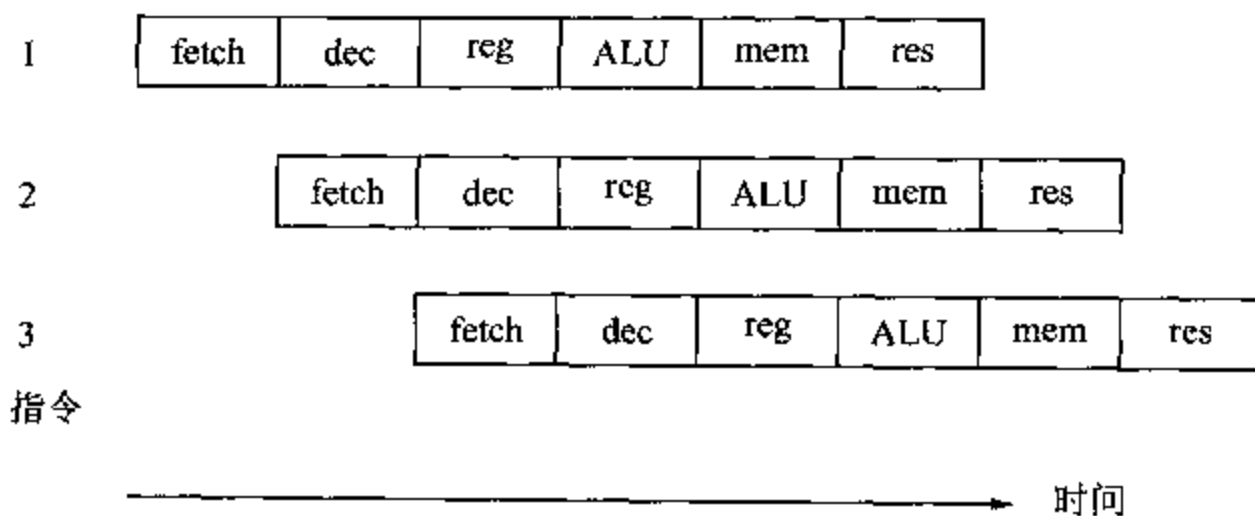 1 fetch dec reg ALU mem res
2 fetch dec reg ALU mem res
3 fetch dec reg ALU mem res
指令
时间